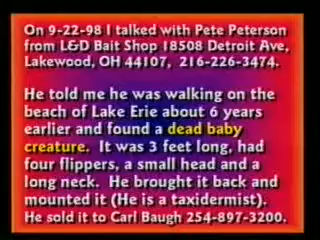 On 9-22-98 I talked with Pete Peterson
from L&D Bait Shop 18508 Detroit Ave,
Lakewood, OH 44107,  216-226-3474.
He told me he was walking on the
beach of Lake Erie about 6 years
earlier and found a dead baby
creature.  It was 3 feet long, had
four flippers, a small head and a
long neck.  He brought it back and
mounted it (He is a taxidermist).
He sold it to Carl Baugh 254-897-3200.